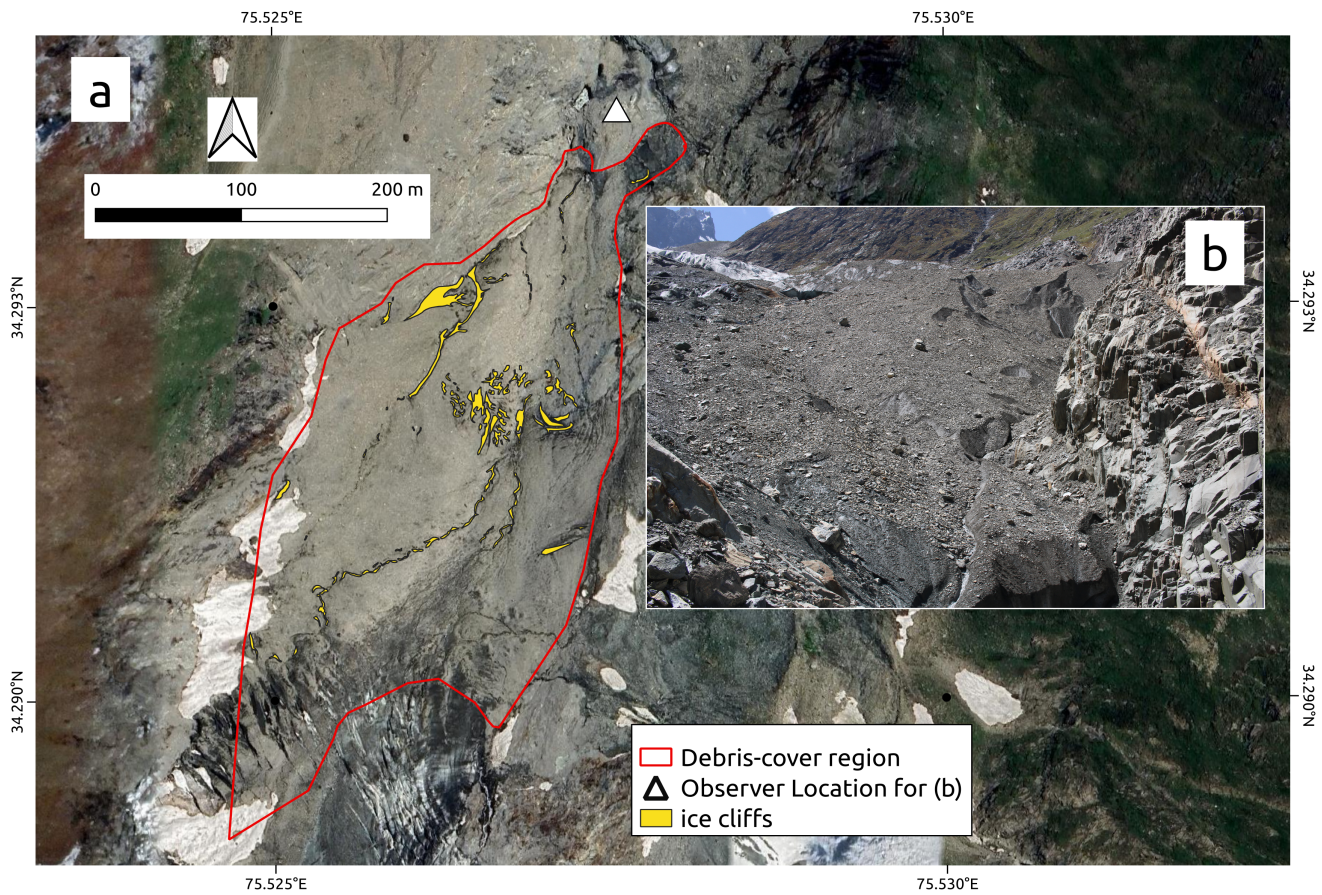 75.525°E
75.530°E
a
0
100
200 m
b
34.293°N
34.293°N
34.290°N
34.290°N
Debris-cover region
Observer Location for (b)
ice cliffs
75.525°E
75.530°E